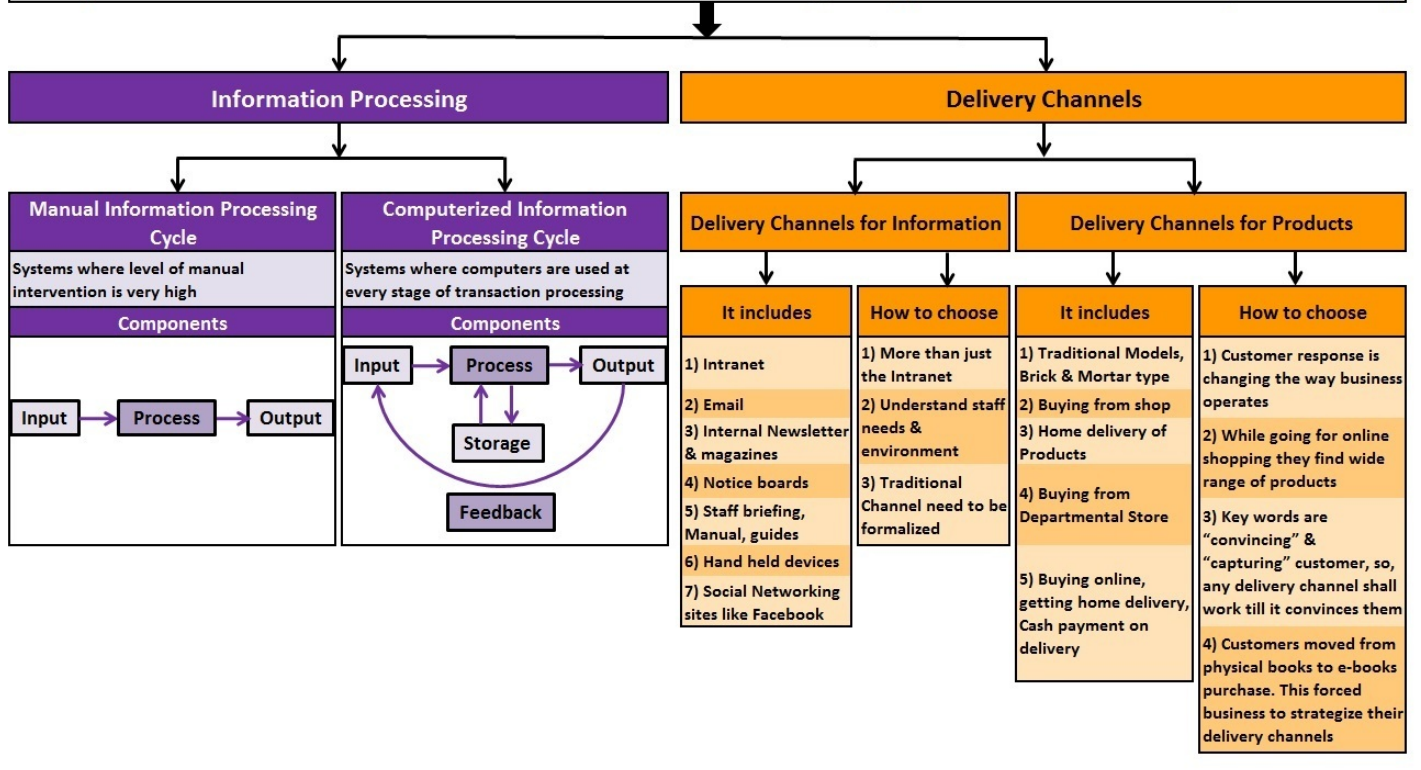 Information Processing
Delivery Channels
Manual Information Processing
Cycle
Systems where level of manual
intervention is very high
Components
Input
Process
Output
Computerized Information
Processing Cycle
Systems where computers are used at
every stage of transaction processing
Components
Input
Process
Output
Storage
Feedback
Delivery Channels for Information
It includes
1) Intranet
2) Email
3) Internal Newsletter
& magazines
4) Notice boards
5) Staff briefing,
Manual, guides
6) Hand held devices
7) Social Networking
sites like Facebook
How to choose
1) More than just
the Intranet
2) Understand staff
needs &
environment
3) Traditional
Channel need to be
formalized
Delivery Channels for Products
It includes
1) Traditional Models,
Brick & Mortar type
2) Buying from shop
3) Home delivery of
Products
4) Buying from
Departmental Store
5) Buying online,
getting home delivery,
Cash payment on
delivery
How to choose
1) Customer response is
changing the way business
operates
2) While going for online
shopping they find wide
range of products
3) Key words are
“convincing” &
“capturing” customer, so,
any delivery channel shall
work till it convinces them
4) Customers moved from
physical books to e-books
purchase. This forced
business to strategize their
delivery channels